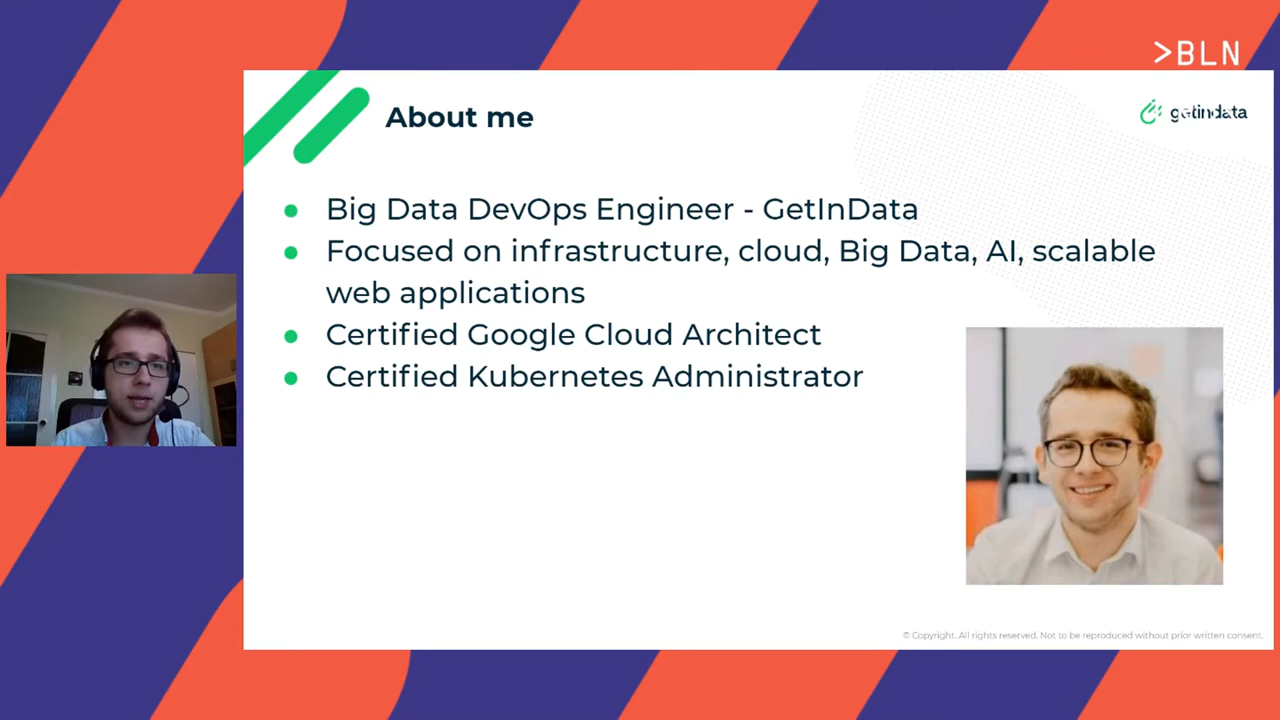 >BLN
About me
getindata
Big Data DevOps Engineer - GetInData
Focused on infrastructure, cloud, Big Data, AI, scalable
web applications
Certified Google Cloud Architect
Certified Kubernetes Administrator
© Copyright. All rights reserved. Not to be reproduced without prior written consent.